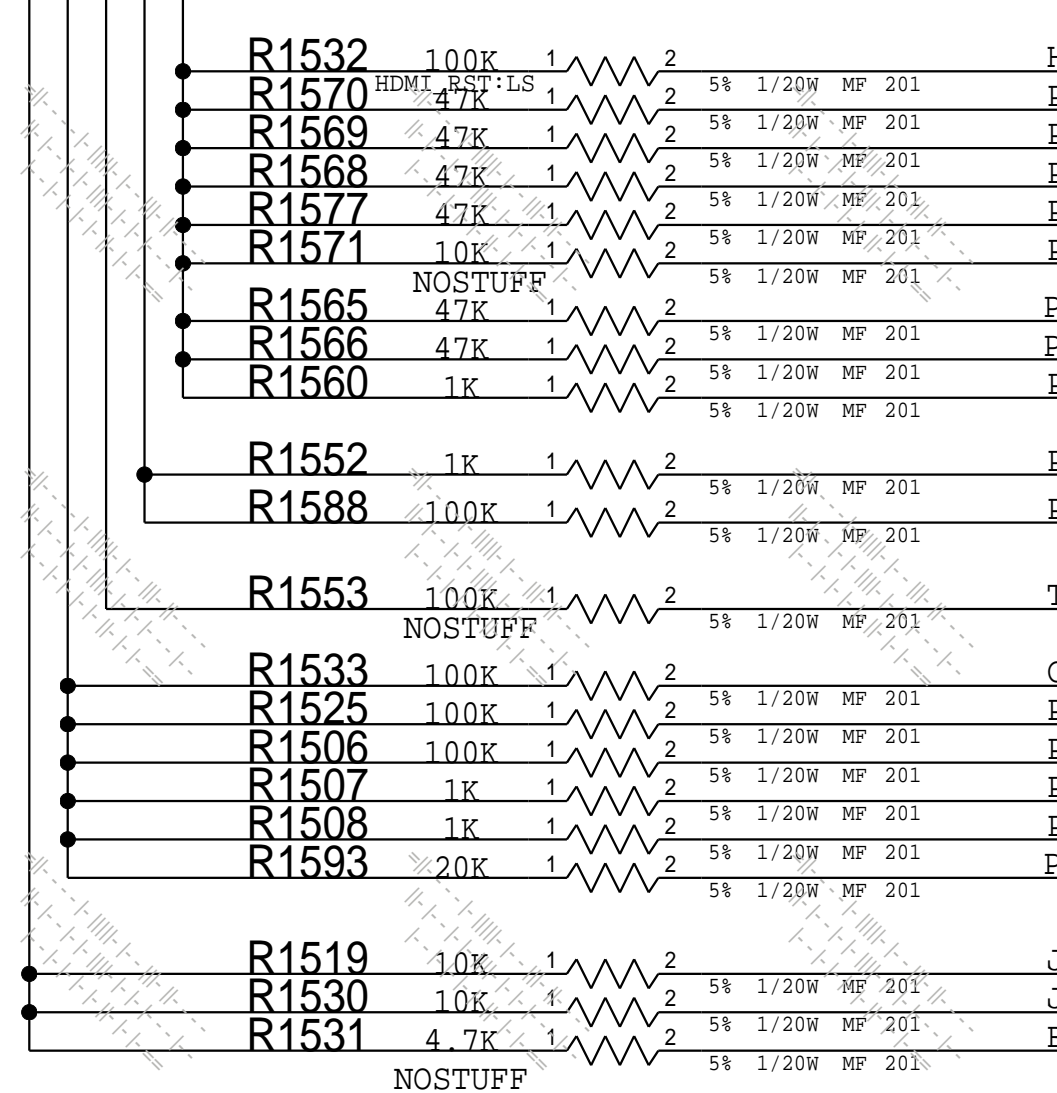 R1532 100K 1 2 H
HDMI_RST:LS 5% 1/20W MF 201
R1570 47K 1 2 P
5% 1/20W MF 201
R1569 47K 1 2
5% 1/20W MF 201
R1568 47K 1 2
5% 1/20W MF 201
R1577 47K 1 2
5% 1/20W MF 201
R1571 10K 1 2
5% 1/20W MF 201
NOSTUFF
R1565 47K 1 2 P
5% 1/20W MF 201
R1566 47K 1 2 P
5% 1/20W MF 201
R1560 1K 1 2
5% 1/20W MF 201
R1552 1K 1 2
5% 1/20W MF 201
R1588 100K 1 2
5% 1/20W MF 201
R1553 100K 1 2 T
5% 1/20W MF 201
NOSTUFF
R1533 100K 1 2
5% 1/20W MF 201
R1525 100K 1 2
5% 1/20W MF 201
R1506 100K 1 2
5% 1/20W MF 201
R1507 1K 1 2
5% 1/20W MF 201
R1508 1K 1 2
5% 1/20W MF 201
R1593 20K 1 2 P
5% 1/20W MF 201
R1519 10K 1 2 J
5% 1/20W MF 201
R1530 10K 1 2 J
5% 1/20W MF 201
R1531 4.7K 1 2
5% 1/20W MF 201
NOSTUFF